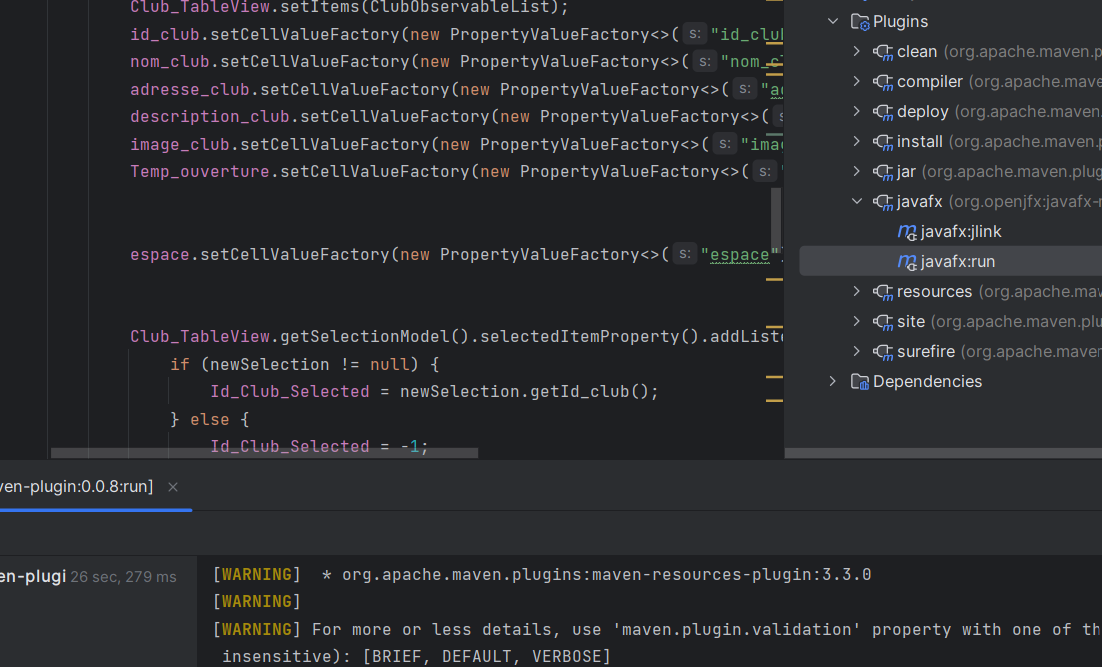 Club_TableView.setItems(ClubObservableList);
id_club.setCellValueFactory(new PropertyValueFactory<>( s: "id_club
nom_club.setCellValueFactory(new PropertyValueFactory<>( s: "nom_c
adresse_club.setCellValueFactory(new PropertyValueFactory<>( s: "a
description_club.setCellValueFactory(new PropertyValueFactory<>( s
image_club.setCellValueFactory(new PropertyValueFactory<>( s: "ima
Temp_ouverture.setCellValueFactory(new PropertyValueFactory<>( s: "
espace.setCellValueFactory(new PropertyValueFactory<>( s: "espace"
Club_TableView.getSelectionModel().selectedItemProperty().addListe
if (newSelection != null) {
Id_Club_Selected = newSelection.getId_club();
} else {
Id_Club_Selected = -1;
Plugins
clean (org.apache.maven.p
compiler (org.apache.mave
deploy (org.apache.maven.
install (org.apache.maven.p
jar (org.apache.maven.plug
javafx (org.openjfx:javafx-
javafx:jlink
javafx:run
resources (org.apache.mav
site (org.apache.maven.plu
surefire (org.apache.maven
Dependencies
ven-plugin:0.0.8:run] ×
en-plugi 26 sec, 279 ms
[WARNING]  * org.apache.maven.plugins:maven-resources-plugin:3.3.0
[WARNING]
[WARNING] For more or less details, use 'maven.plugin.validation' property with one of th
insensitive): [BRIEF, DEFAULT, VERBOSE]